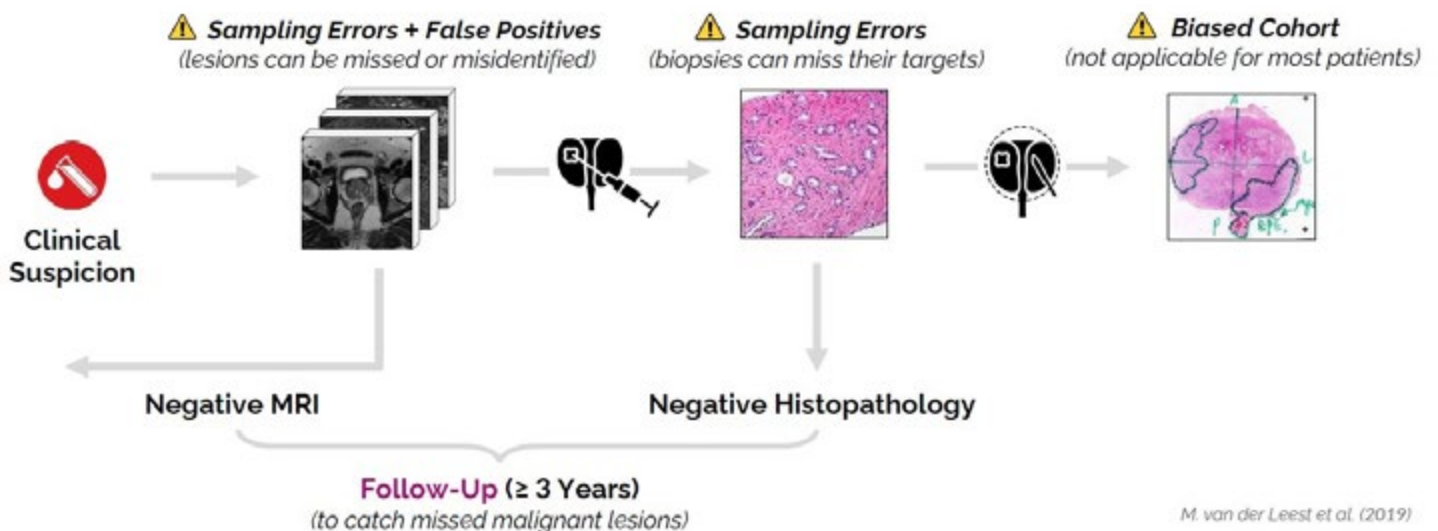 Sampling Errors + False Positives
(lesions can be missed or misidentified)
Sampling Errors
(biopsies can miss their targets)
Biased Cohort
(not applicable for most patients)
Clinical
Suspicion
A
L
P
Negative MRI
Negative Histopathology
Follow-Up (≥ 3 Years)
(to catch missed malignant lesions)
M. van der Leest et al. (2019)